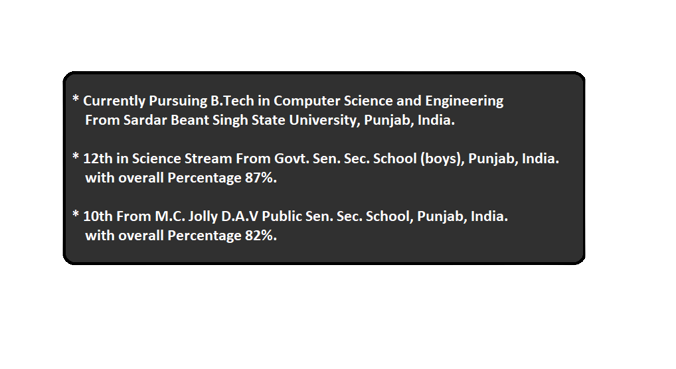 * Currently Pursuing B.Tech in Computer Science and Engineering
From Sardar Beant Singh State University, Punjab, India.
* 12th in Science Stream From Govt. Sen. Sec. School (boys), Punjab, India.
with overall Percentage 87%.
* 10th From M.C. Jolly D.A.V Public Sen. Sec. School, Punjab, India.
with overall Percentage 82%.